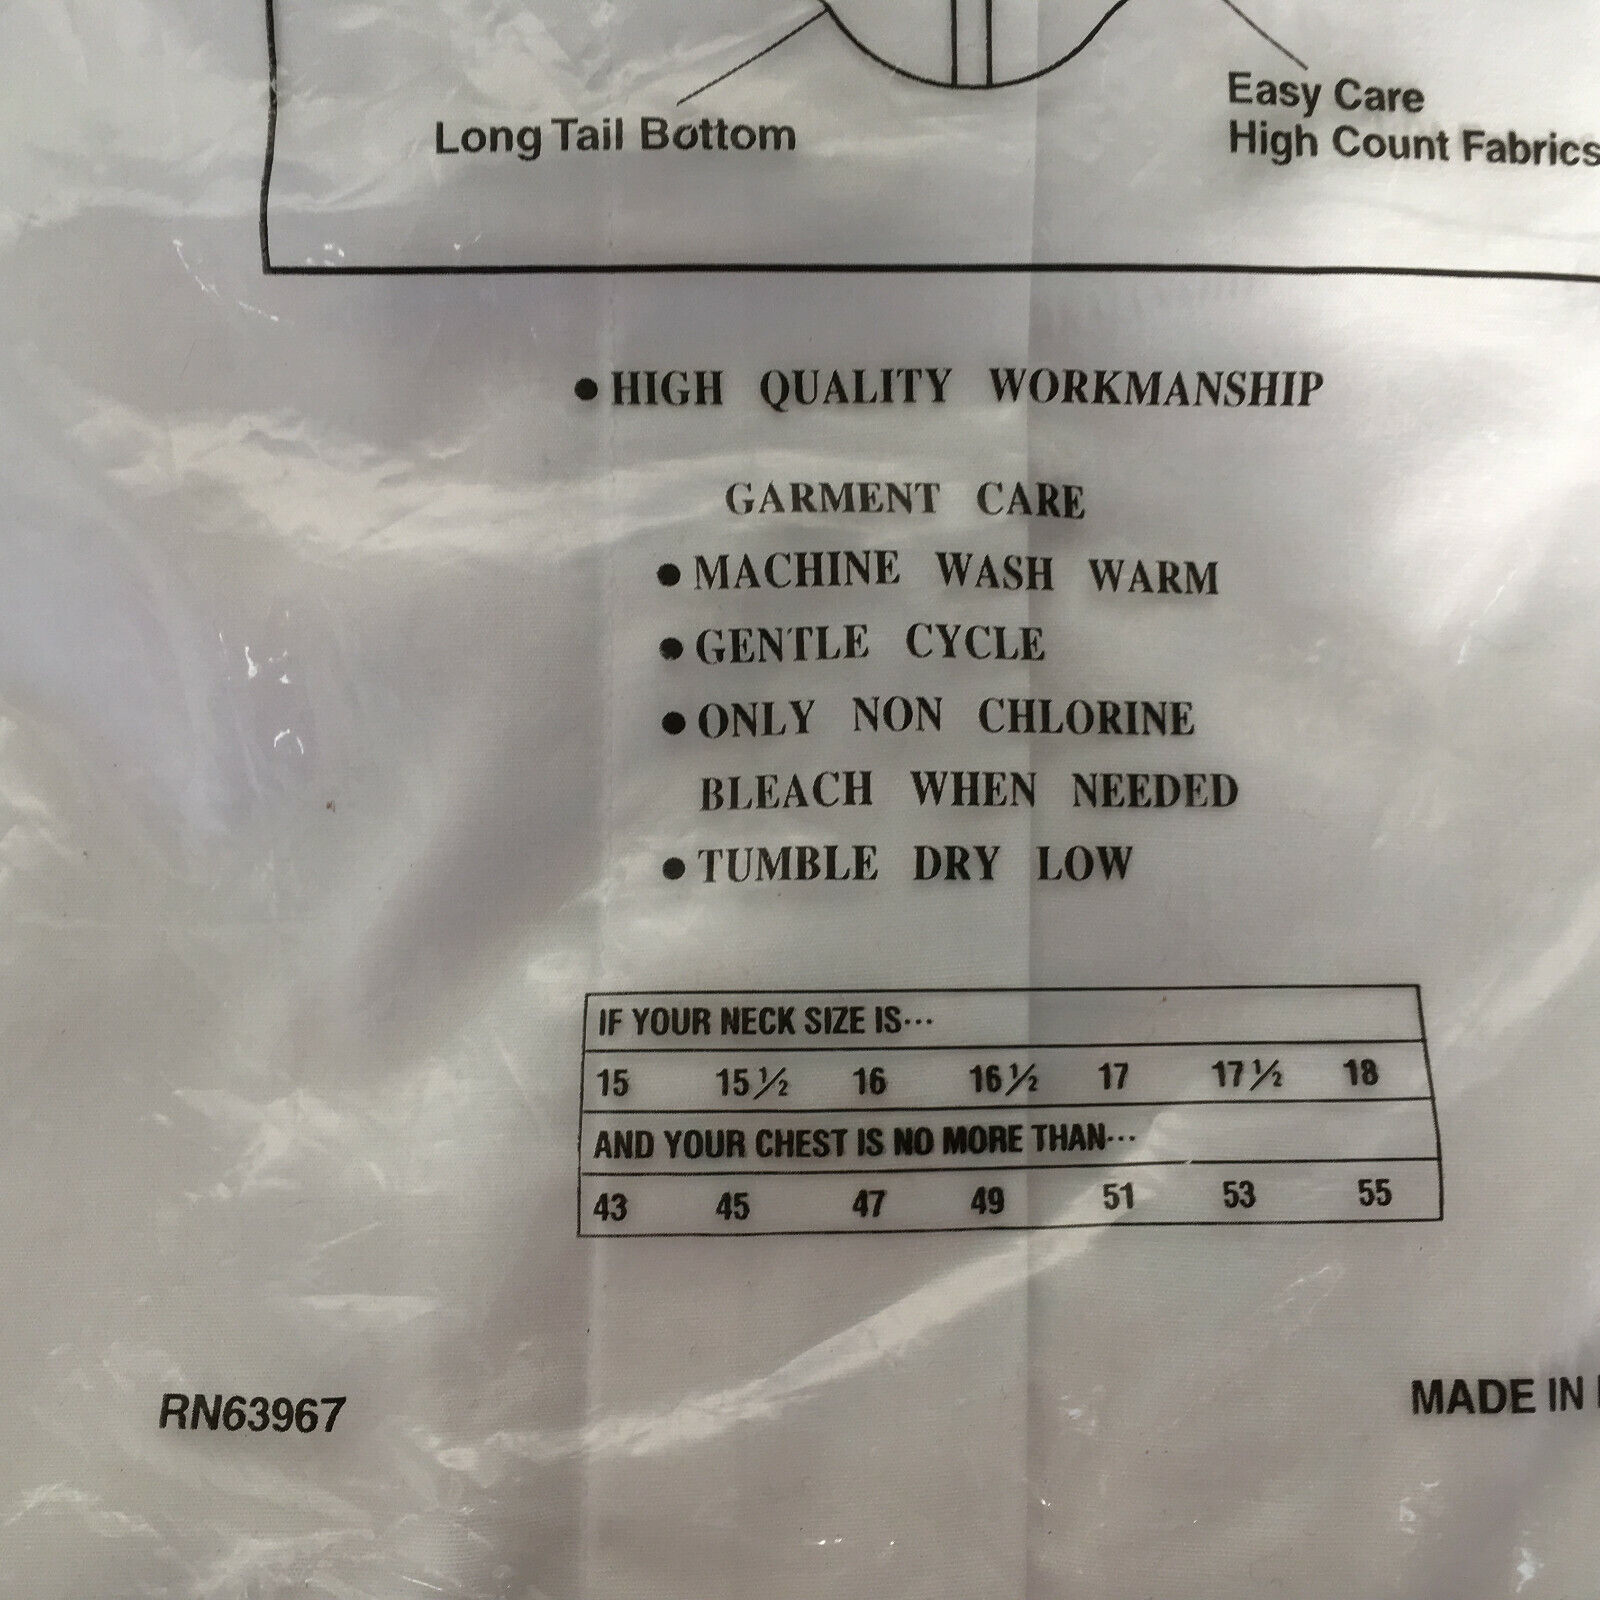 Long Tail Bottom
Easy Care
High Count Fabrics
● HIGH QUALITY WORKMANSHIP
GARMENT CARE
● MACHINE WASH WARM
● GENTLE CYCLE
● ONLY NON CHLORINE
BLEACH WHEN NEEDED
● TUMBLE DRY LOW
IF YOUR NECK SIZE IS···
15 15½ 16 16½ 17 17½ 18
AND YOUR CHEST IS NO MORE THAN···
43 45 47 49 51 53 55
RN63967
MADE IN